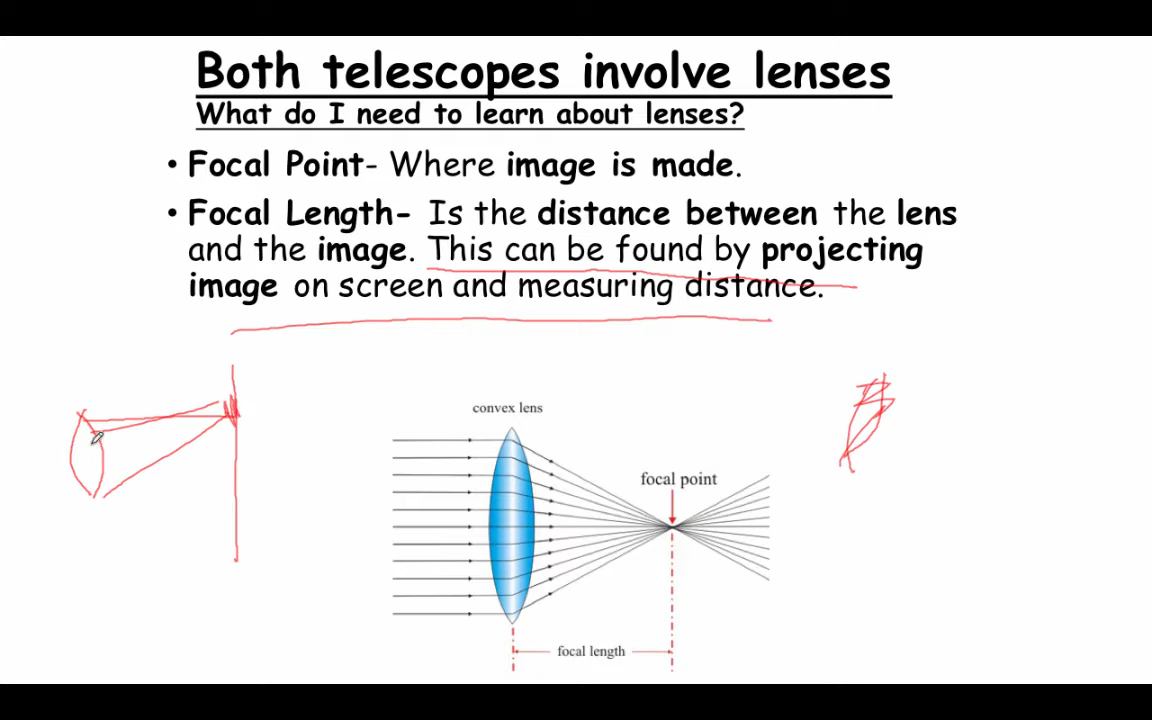 Both telescopes involve lenses
What do I need to learn about lenses?
• Focal Point- Where image is made.
• Focal Length- Is the distance between the lens
and the image. This can be found by projecting
image on screen and measuring distance.
convex lens
focal point
focal length